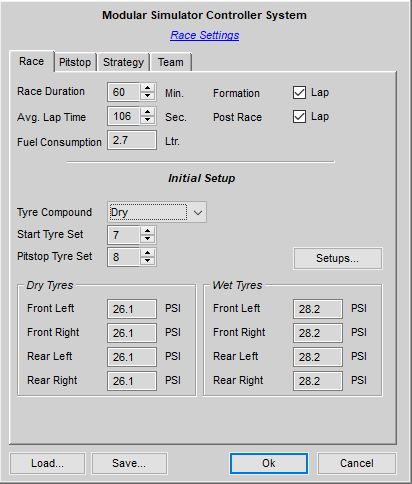 Modular Simulator Controller System
Race Settings
Race Pitstop Strategy Team
Race Duration 60 Min. Formation Lap
Avg. Lap Time 106 Sec. Post Race Lap
Fuel Consumption 2.7 Ltr.
Initial Setup
Tyre Compound Dry
Start Tyre Set 7
Pitstop Tyre Set 8 Setups...
Dry Tyres Wet Tyres
Front Left 26.1 PSI Front Left 28.2 PSI
Front Right 26.1 PSI Front Right 28.2 PSI
Rear Left 26.1 PSI Rear Left 28.2 PSI
Rear Right 26.1 PSI Rear Right 28.2 PSI
Load... Save... Ok Cancel